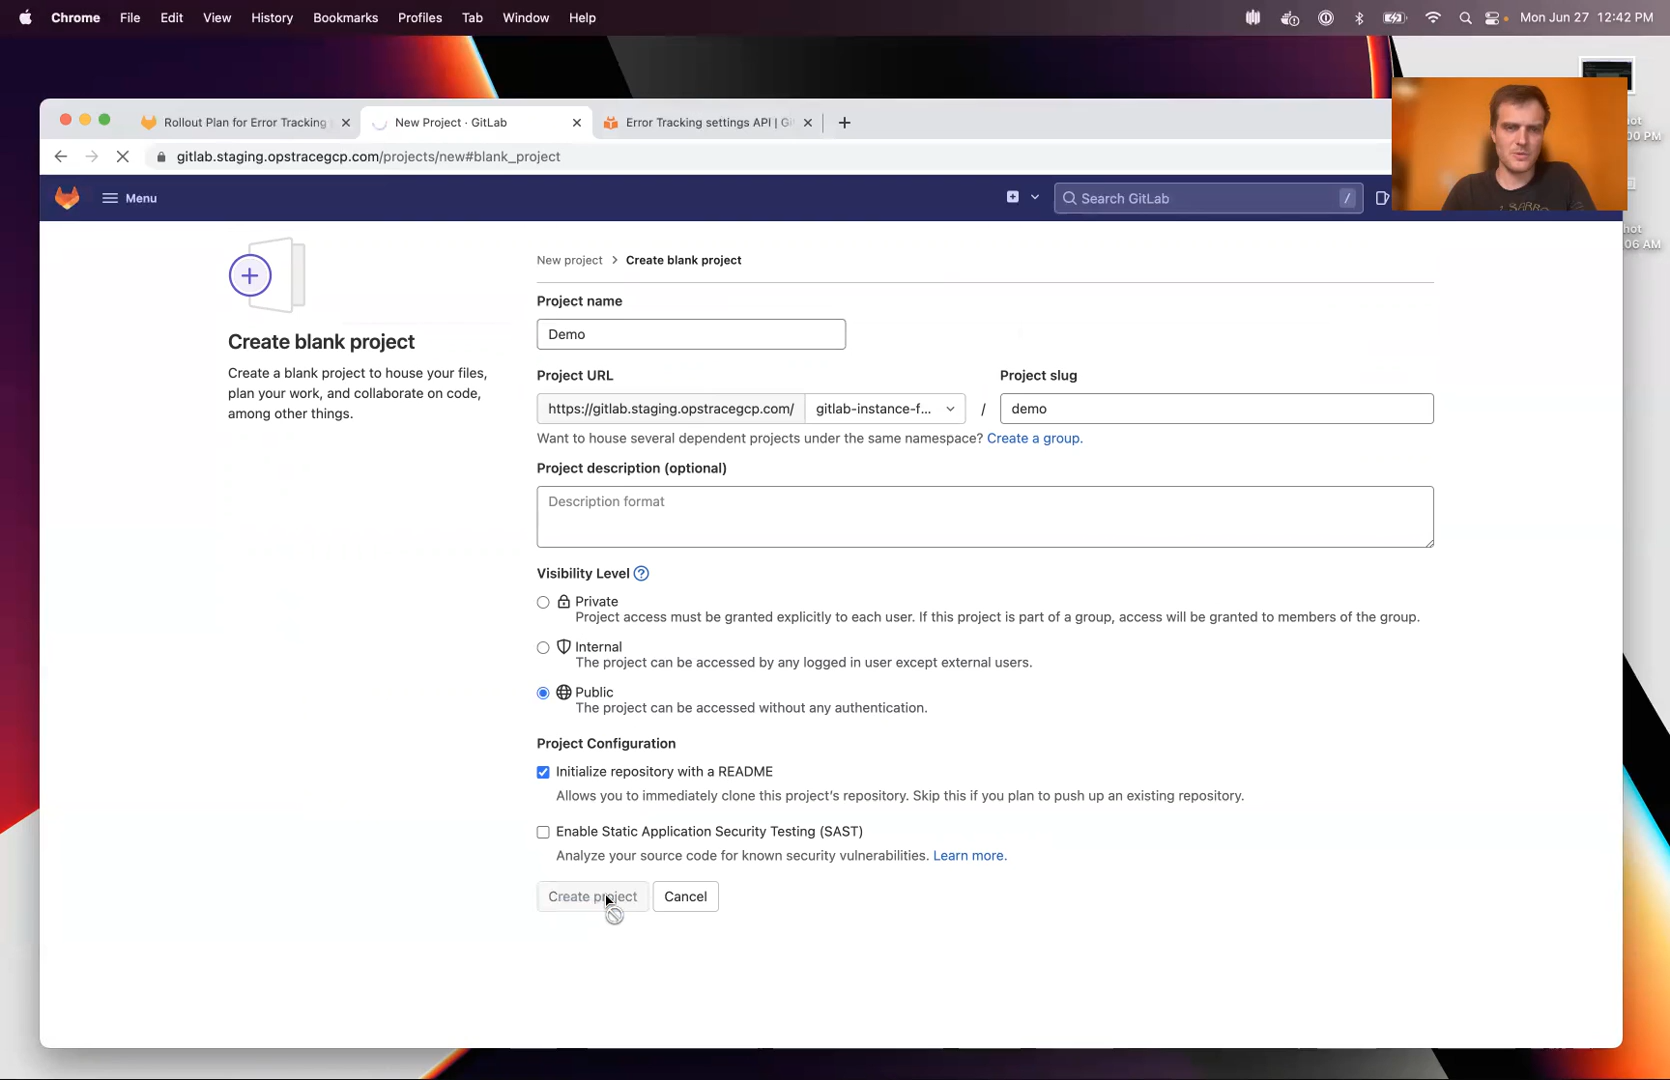 Chrome File Edit View History Bookmarks Profiles Tab Window Help Mon Jun 27 12:42 PM
Rollout Plan for Error Tracking New Project · GitLab Error Tracking settings API |
gitlab.staging.opstracegcp.com/projects/new#blank_project
00 PM
Menu Search GitLab /
hot
:06 AM
New project > Create blank project
Project name
Demo
Create blank project
Create a blank project to house your files,
plan your work, and collaborate on code,
among other things.
Project URL Project slug
https://gitlab.staging.opstracegcp.com/ gitlab-instance-f... / demo
Want to house several dependent projects under the same namespace? Create a group.
Project description (optional)
Description format
Visibility Level ?
Private
Project access must be granted explicitly to each user. If this project is part of a group, access will be granted to members of the group.
Internal
The project can be accessed by any logged in user except external users.
Public
The project can be accessed without any authentication.
Project Configuration
Initialize repository with a README
Allows you to immediately clone this project's repository. Skip this if you plan to push up an existing repository.
Enable Static Application Security Testing (SAST)
Analyze your source code for known security vulnerabilities. Learn more.
Create project Cancel